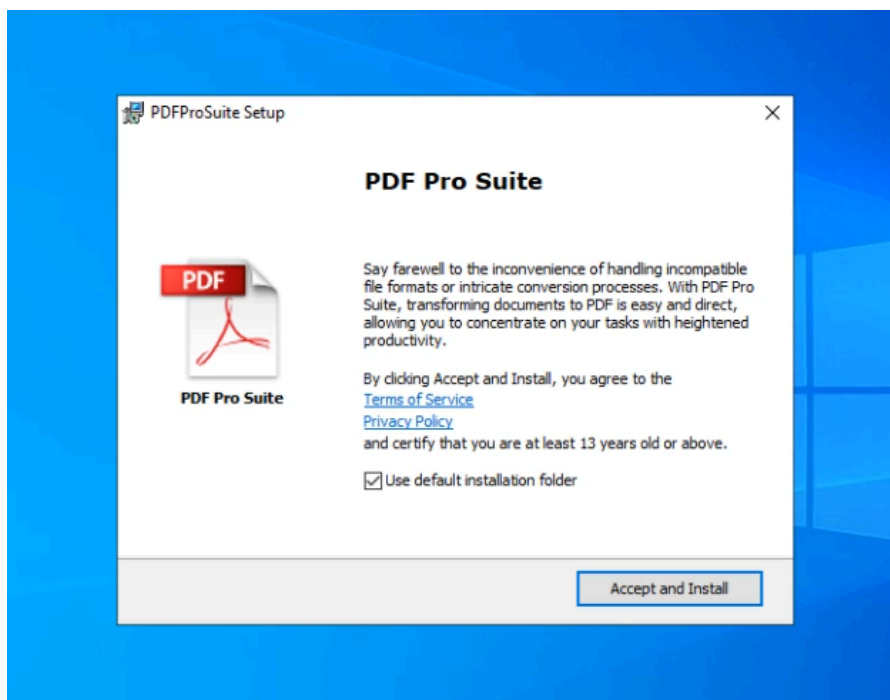 PDFProSuite Setup
PDF Pro Suite
PDF
PDF Pro Suite
Say farewell to the inconvenience of handling incompatible
file formats or intricate conversion processes. With PDF Pro
Suite, transforming documents to PDF is easy and direct,
allowing you to concentrate on your tasks with heightened
productivity.
By clicking Accept and Install, you agree to the
Terms of Service
Privacy Policy
and certify that you are at least 13 years old or above.
Use default installation folder
Accept and Install